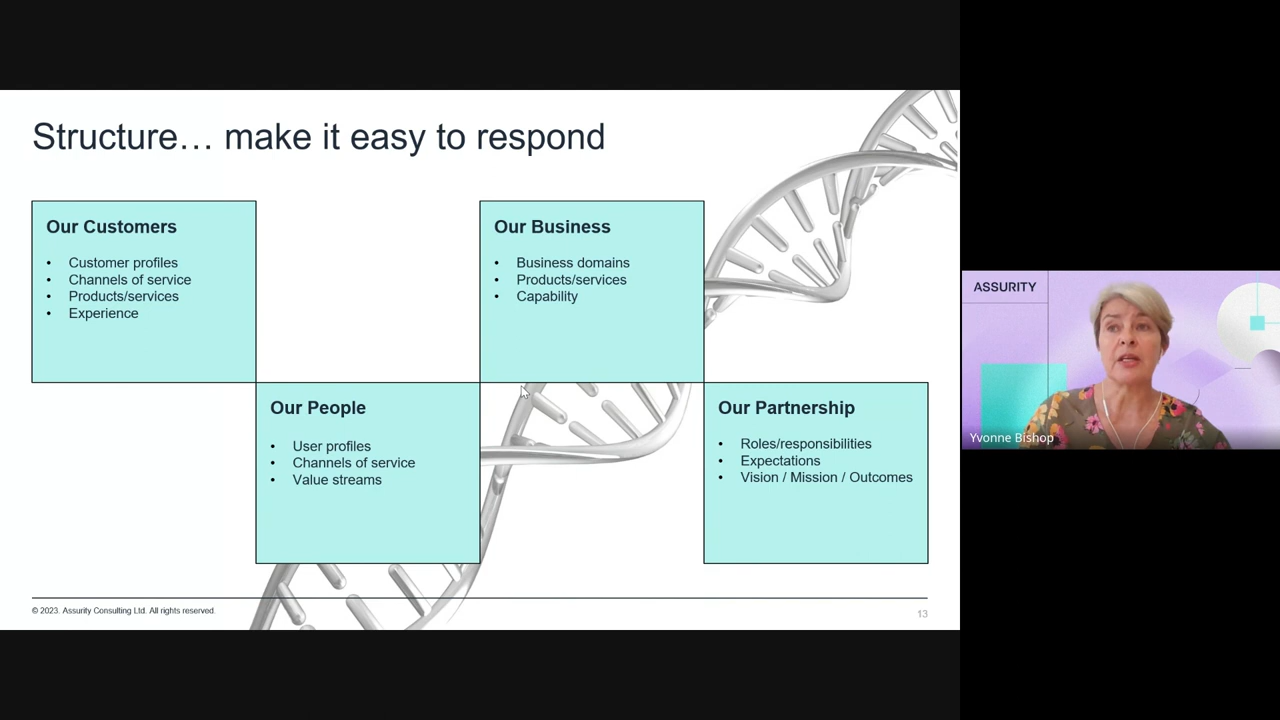 Structure… make it easy to respond
Our Customers
• Customer profiles
• Channels of service
• Products/services
• Experience
Our People
• User profiles
• Channels of service
• Value streams
Our Business
• Business domains
• Products/services
• Capability
Our Partnership
• Roles/responsibilities
• Expectations
• Vision / Mission / Outcomes
© 2023. Assurity Consulting Ltd. All rights reserved.
13
ASSURITY
Yvonne Bishop